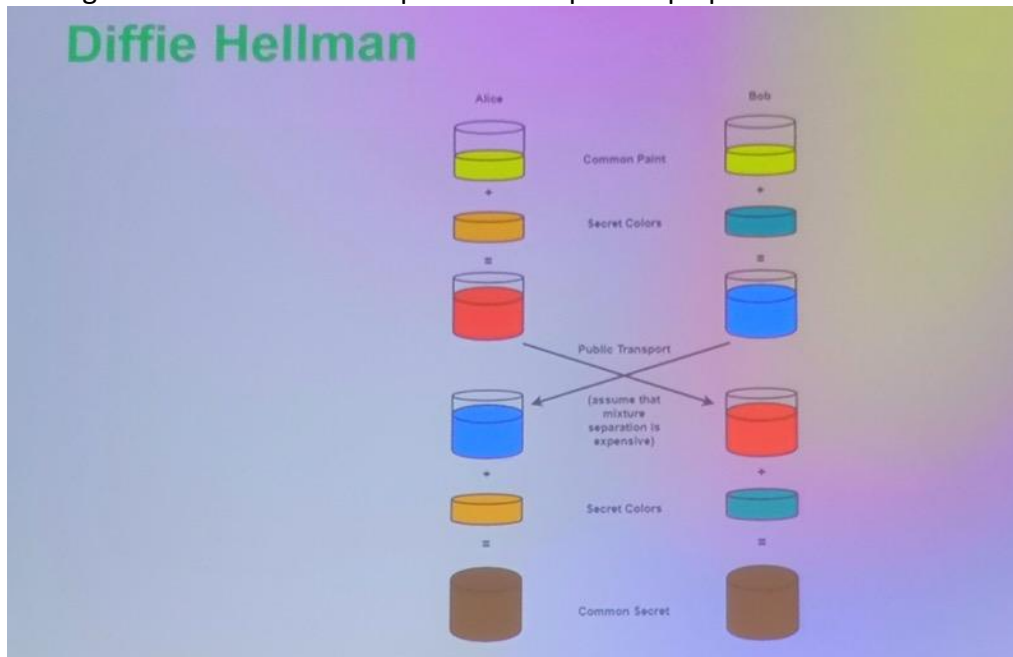 Diffie Hellman
Alice
Bob
Common Paint
+
+
Secret Colors
=
=
Public Transport
(assume that
mixture
separation is
expensive)
+
+
Secret Colors
=
=
Common Secret